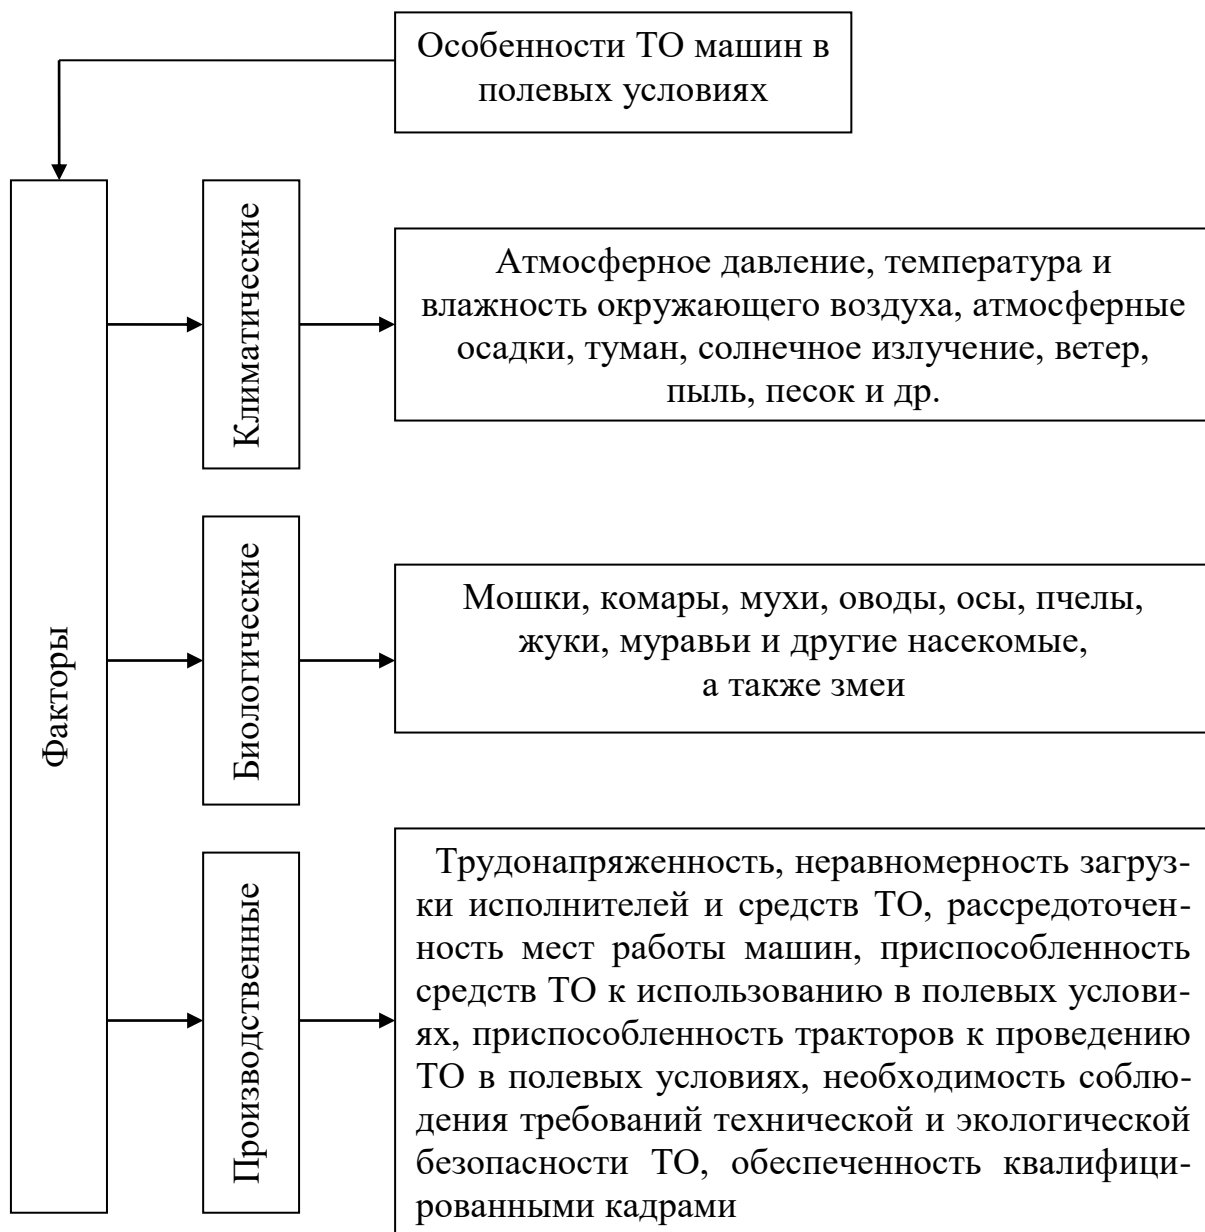 Особенности ТО машин в
полевых условиях
Факторы
Климатические
Атмосферное давление, температура и
влажность окружающего воздуха, атмосферные
осадки, туман, солнечное излучение, ветер,
пыль, песок и др.
Биологические
Мошки, комары, мухи, оводы, осы, пчелы,
жуки, муравьи и другие насекомые,
а также змеи
Производственные
Трудонапряженность, неравномерность загруз-
ки исполнителей и средств ТО, рассредоточен-
ность мест работы машин, приспособленность
средств ТО к использованию в полевых услови-
ях, приспособленность тракторов к проведению
ТО в полевых условиях, необходимость соблю-
дения требований технической и экологической
безопасности ТО, обеспеченность квалифици-
рованными кадрами